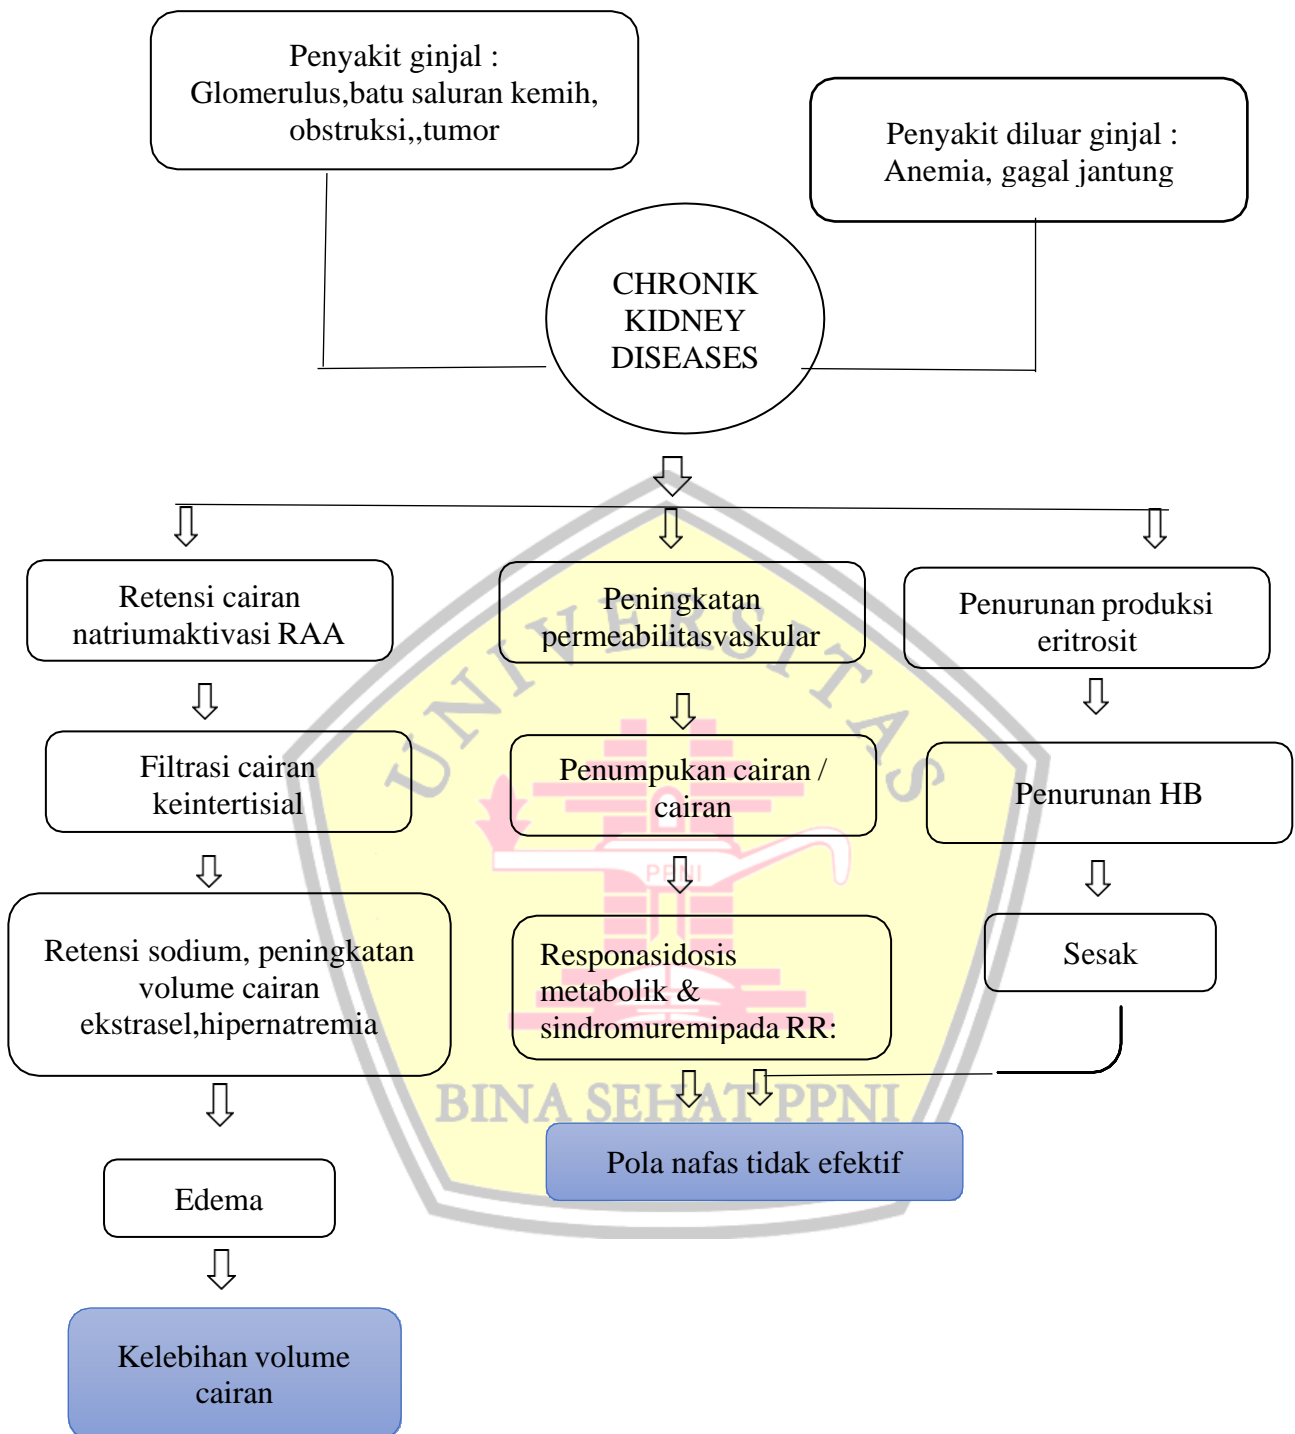 Penyakit ginjal :
Glomerulus,batu saluran kemih,
obstruksi,,tumor
Penyakit diluar ginjal :
Anemia, gagal jantung
CHRONIK
KIDNEY
DISEASES
Retensi cairan
natriumaktivasi RAA
Peningkatan
permeabilitasvaskular
Penurunan produksi
eritrosit
UNIVERSITAS
Filtrasi cairan
keintertisial
Penumpukan cairan /
cairan
Penurunan HB
PPNI
Retensi sodium, peningkatan
volume cairan
ekstrasel,hipernatremia
Responasidosis
metabolik &
sindromuremipada RR:
Sesak
BINA SEHAT PPNI
Pola nafas tidak efektif
Edema
Kelebihan volume
cairan